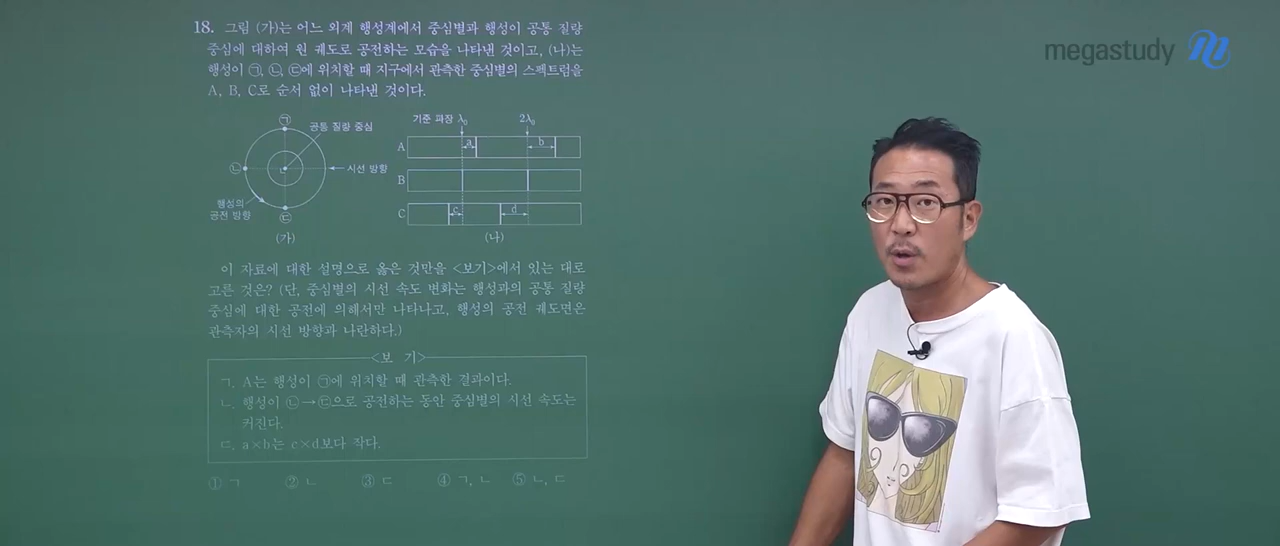 megastudy
18. 그림 (가)는 어느 외계 행성계에서 중심별과 행성이 공통 질량
중심에 대하여 원 궤도로 공전하는 모습을 나타낸 것이고, (나)는
행성이 ㉠, ㉡, ㉢에 위치할 때 지구에서 관측한 중심별의 스펙트럼을
A, B, C로 순서 없이 나타낸 것이다.
㉠
공통 질량 중심
㉡
시선 방향
행성의
공전 방향
㉢
(가)
기준 파장 λ₀ 2λ₀
A a b
B
C c d
(나)
이 자료에 대한 설명으로 옳은 것만을 <보기>에서 있는 대로
고른 것은? (단, 중심별의 시선 속도 변화는 행성과의 공통 질량
중심에 대한 공전에 의해서만 나타나고, 행성의 공전 궤도면은
관측자의 시선 방향과 나란하다.)
<보 기>
ㄱ. A는 행성이 ㉠에 위치할 때 관측한 결과이다.
ㄴ. 행성이 ㉡→㉢으로 공전하는 동안 중심별의 시선 속도는
커진다.
ㄷ. a×b는 c×d보다 작다.
① ㄱ ② ㄴ ③ ㄷ ④ ㄱ, ㄴ ⑤ ㄴ, ㄷ